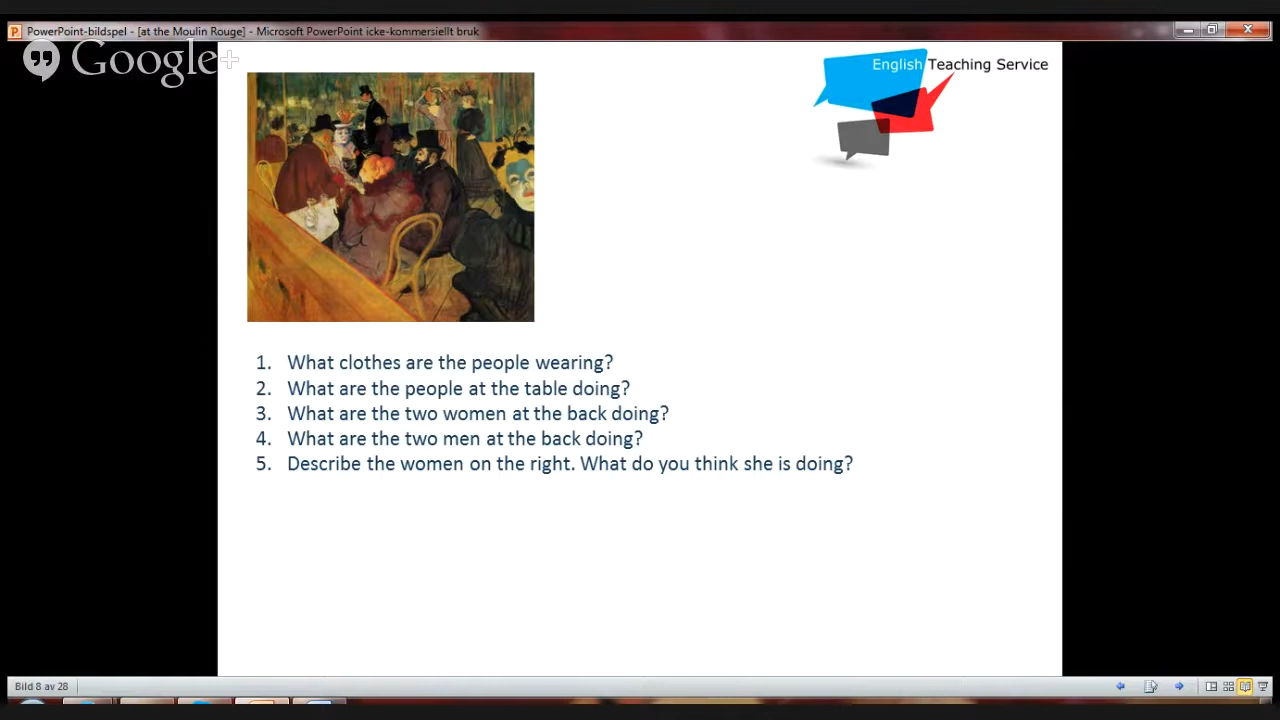 PowerPoint-bildspel - [at the Moulin Rouge] - Microsoft PowerPoint icke-kommersiellt bruk
Google+
English Teaching Service
1. What clothes are the people wearing?
2. What are the people at the table doing?
3. What are the two women at the back doing?
4. What are the two men at the back doing?
5. Describe the women on the right. What do you think she is doing?
Bild 8 av 28